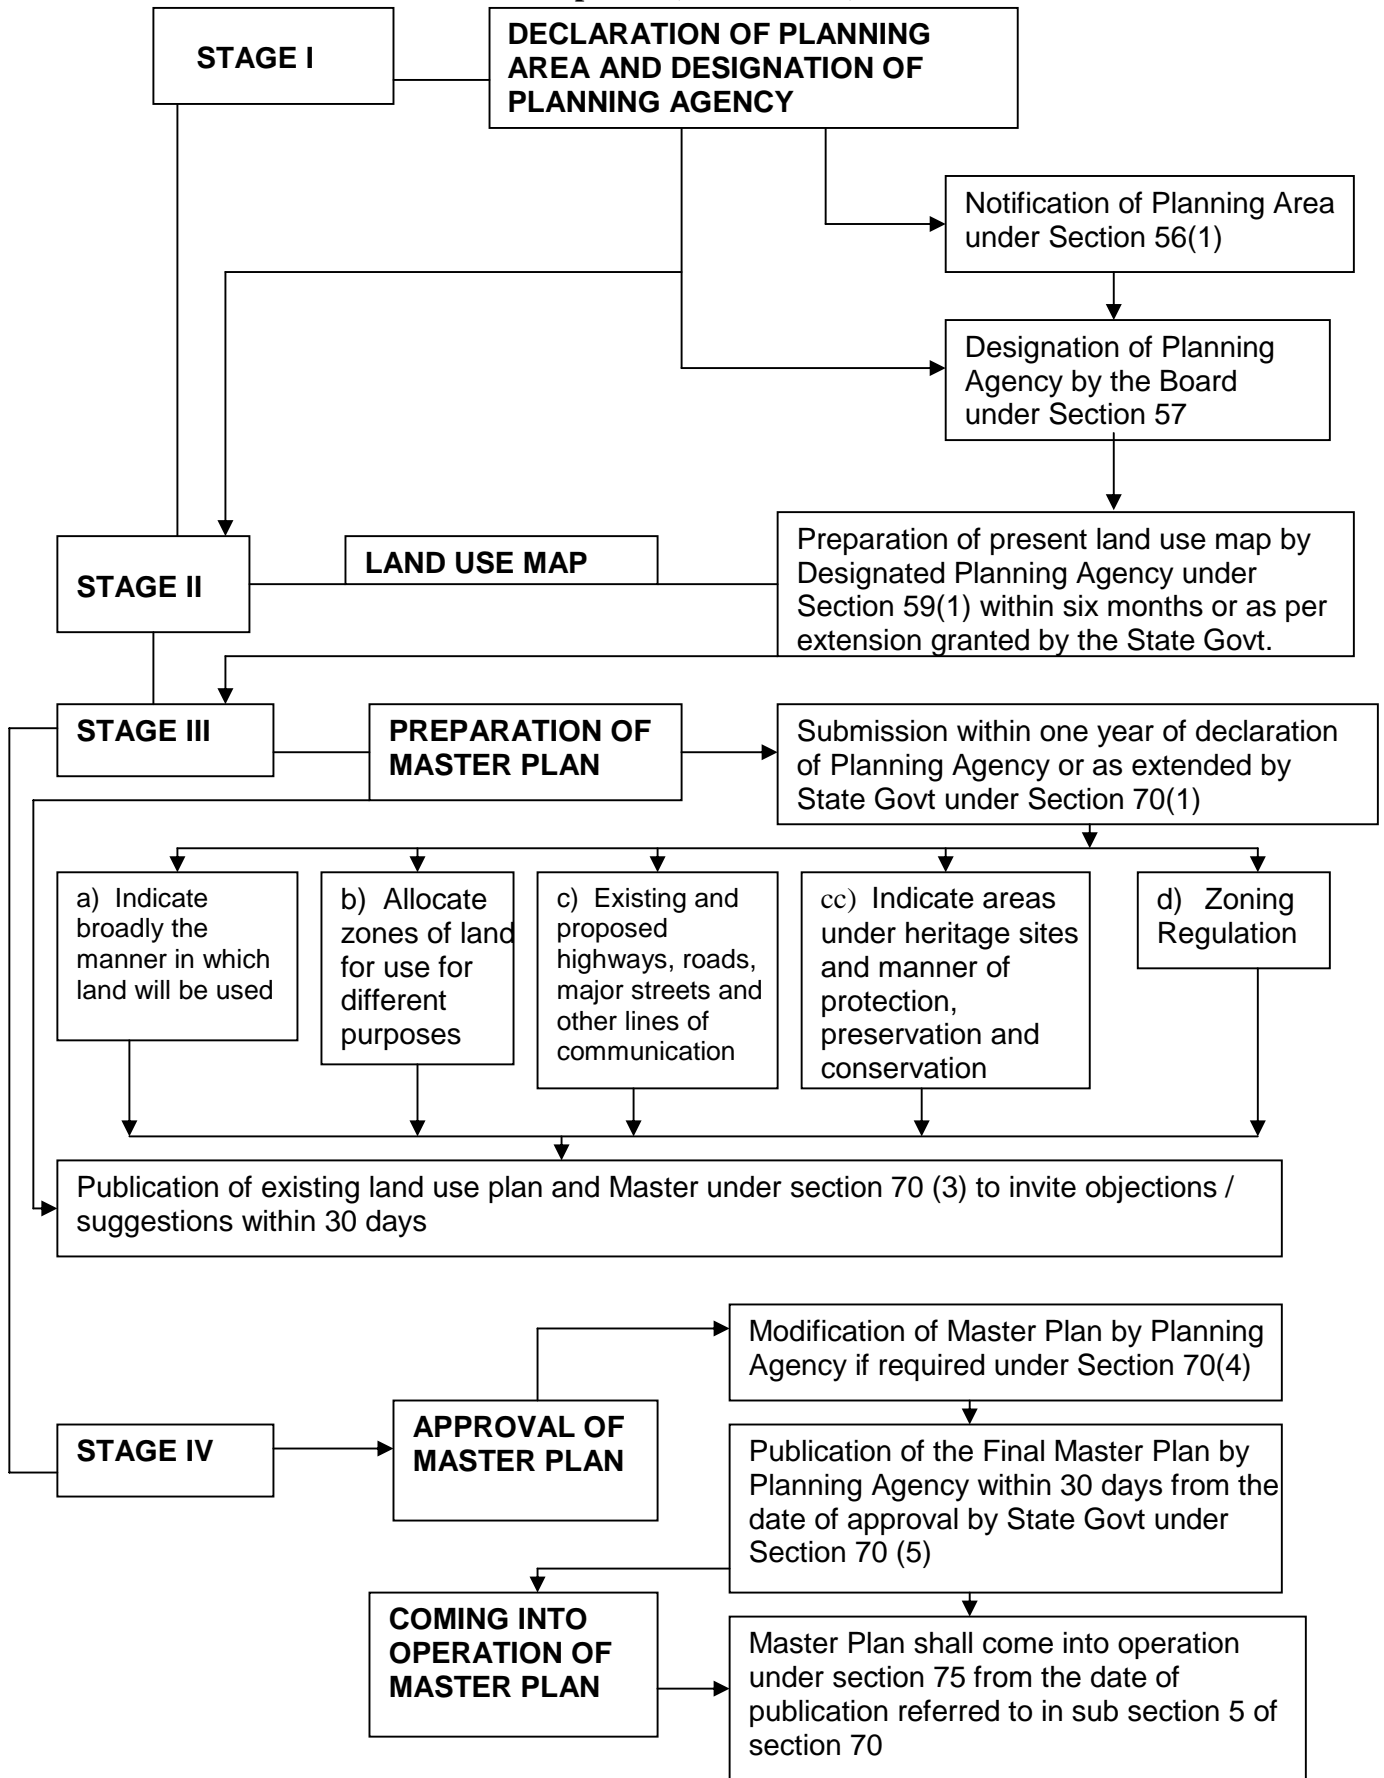 STAGE I
DECLARATION OF PLANNING
AREA AND DESIGNATION OF
PLANNING AGENCY
Notification of Planning Area
under Section 56(1)
Designation of Planning
Agency by the Board
under Section 57
STAGE II
LAND USE MAP
Preparation of present land use map by
Designated Planning Agency under
Section 59(1) within six months or as per
extension granted by the State Govt.
STAGE III
PREPARATION OF
MASTER PLAN
Submission within one year of declaration
of Planning Agency or as extended by
State Govt under Section 70(1)
a) Indicate
broadly the
manner in which
land will be used
b) Allocate
zones of land
for use for
different
purposes
c) Existing and
proposed
highways, roads,
major streets and
other lines of
communication
cc) Indicate areas
under heritage sites
and manner of
protection,
preservation and
conservation
d) Zoning
Regulation
Publication of existing land use plan and Master under section 70 (3) to invite objections /
suggestions within 30 days
Modification of Master Plan by Planning
Agency if required under Section 70(4)
STAGE IV
APPROVAL OF
MASTER PLAN
Publication of the Final Master Plan by
Planning Agency within 30 days from the
date of approval by State Govt under
Section 70 (5)
COMING INTO
OPERATION OF
MASTER PLAN
Master Plan shall come into operation
under section 75 from the date of
publication referred to in sub section 5 of
section 70